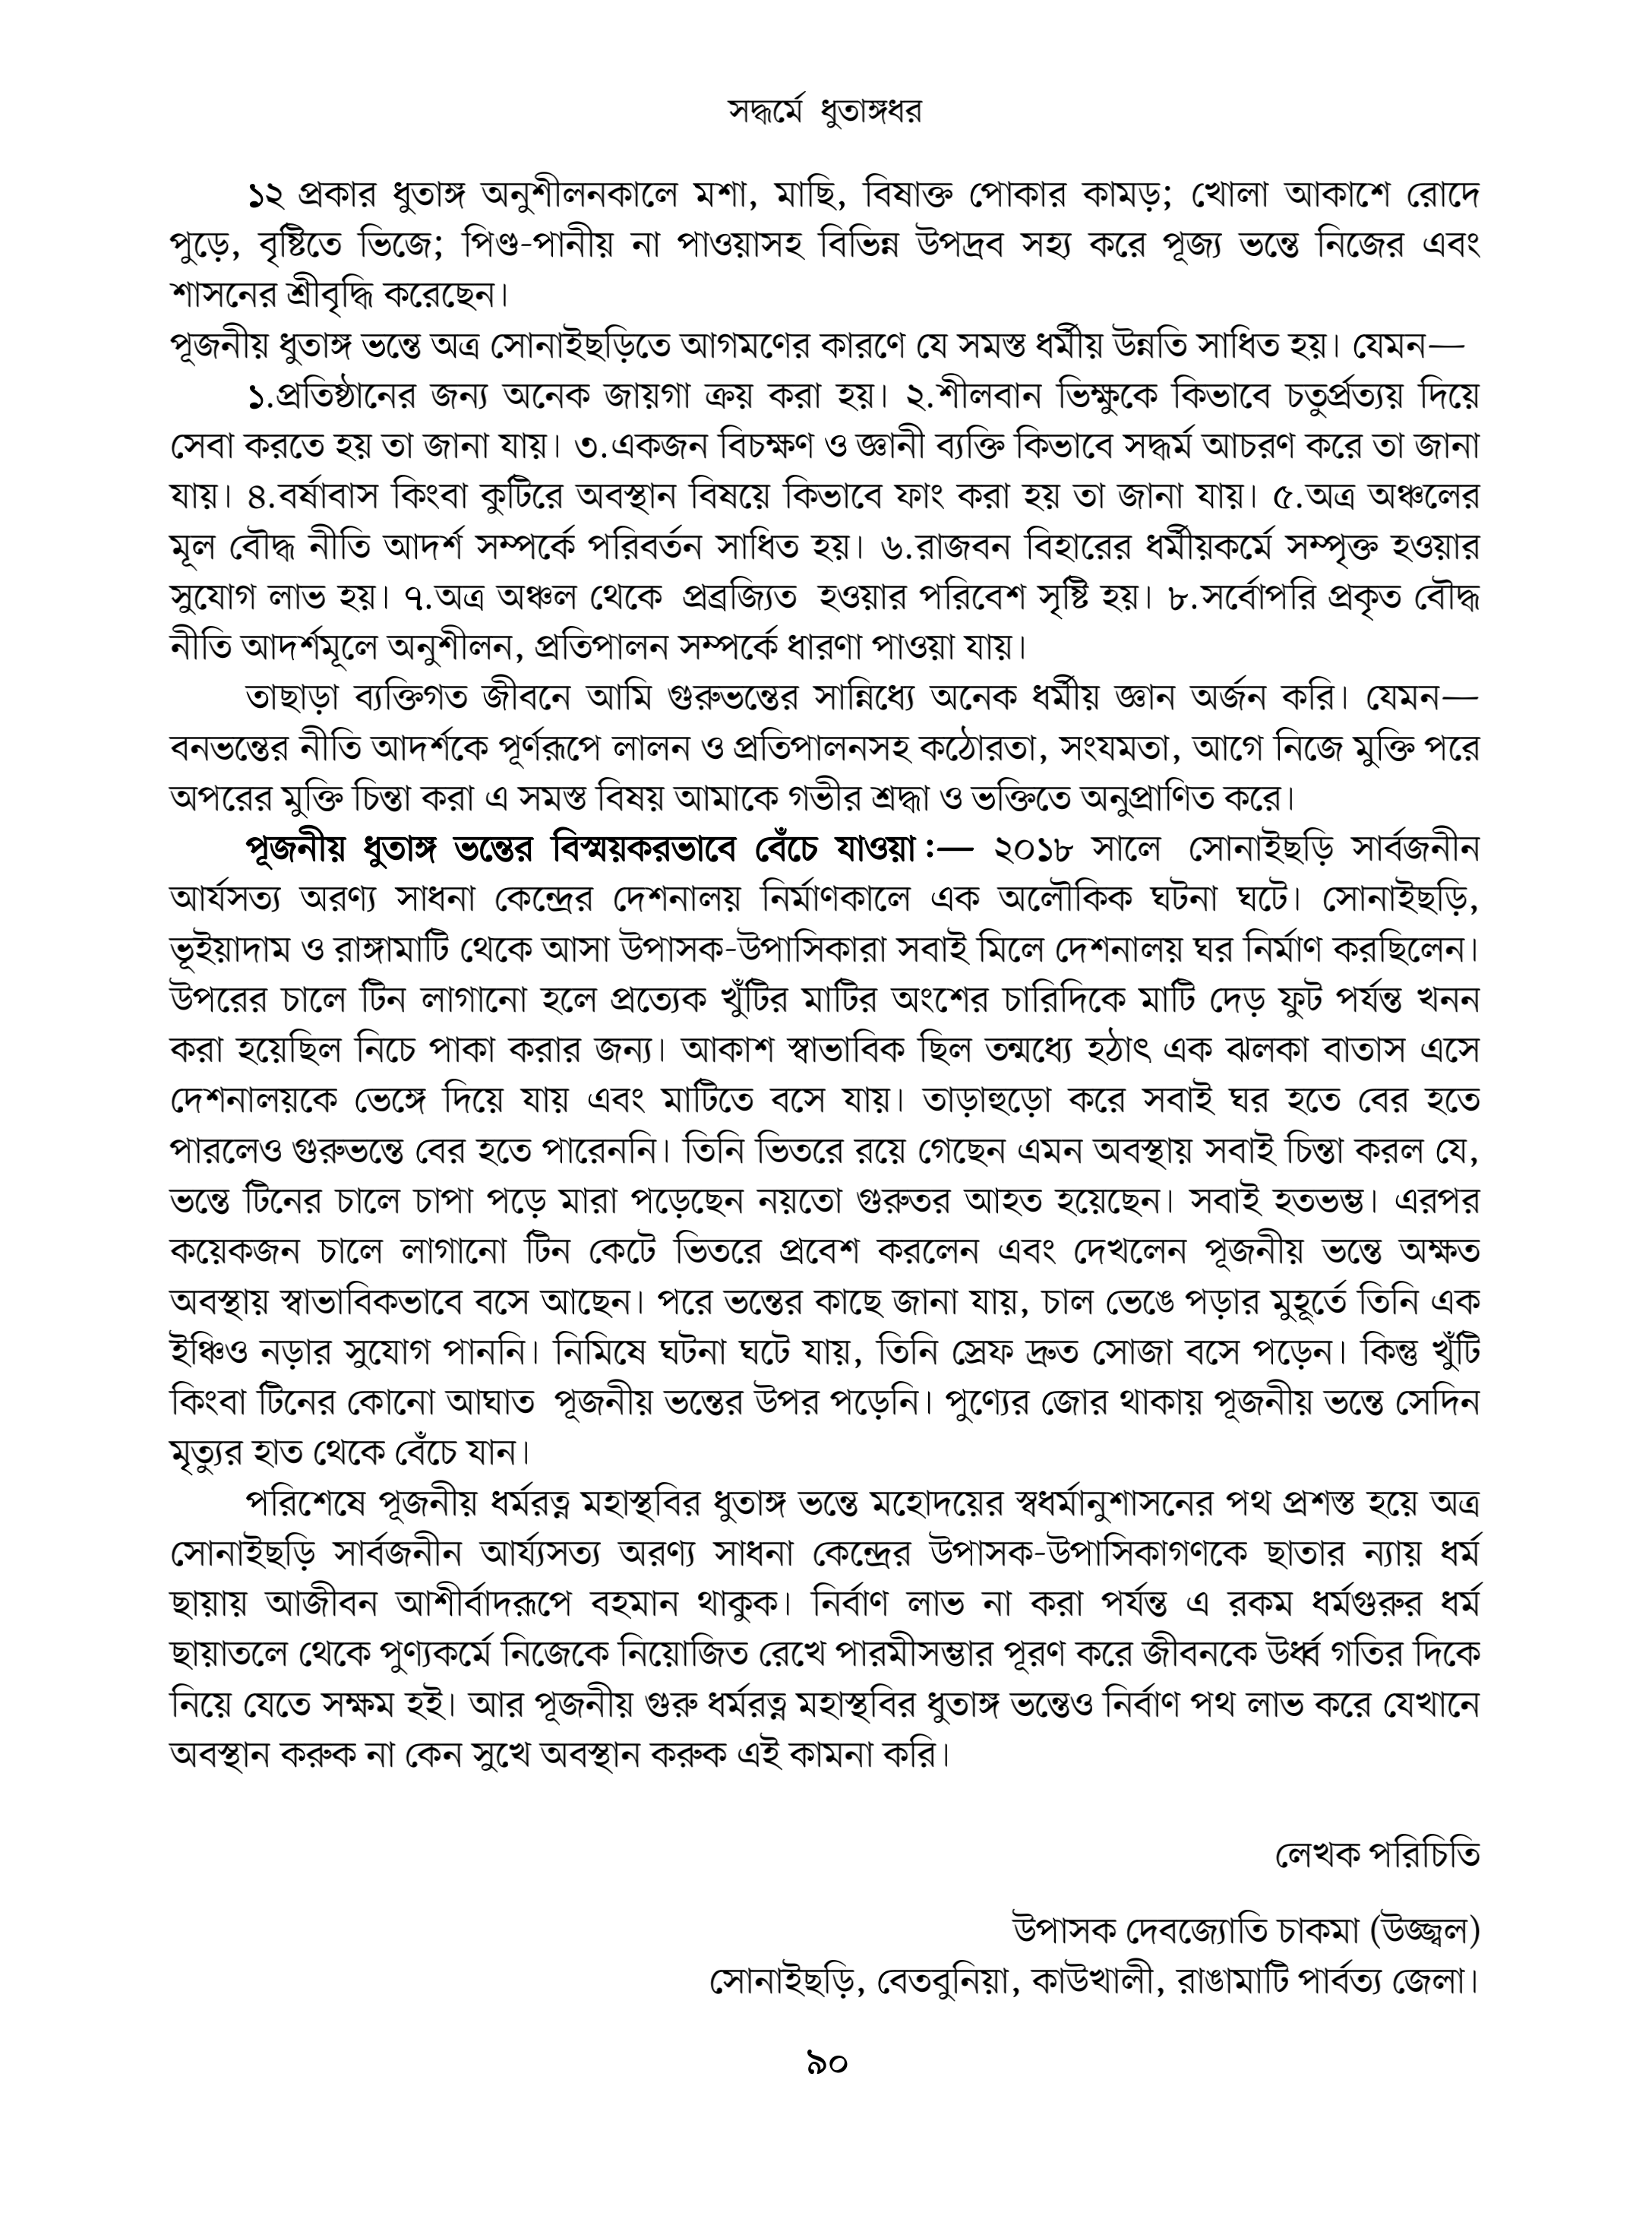 সদ্ধর্মে ধুতাঙ্গধর
১২ প্রকার ধুতাঙ্গ অনুশীলনকালে মশা, মাছি, বিষাক্ত পোকার কামড়; খোলা আকাশে রোদে
পুড়ে, বৃষ্টিতে ভিজে; পিণ্ড-পানীয় না পাওয়াসহ বিভিন্ন উপদ্রব সহ্য করে পূজ্য ভন্তে নিজের এবং
শাসনের শ্রীবৃদ্ধি করেছেন।
পূজনীয় ধুতাঙ্গ ভন্তে অত্র সোনাইছড়িতে আগমণের কারণে যে সমস্ত ধর্মীয় উন্নতি সাধিত হয়। যেমন—
১.প্রতিষ্ঠানের জন্য অনেক জায়গা ক্রয় করা হয়। ২.শীলবান ভিক্ষুকে কিভাবে চতুর্প্রত্যয় দিয়ে
সেবা করতে হয় তা জানা যায়। ৩.একজন বিচক্ষণ ও জ্ঞানী ব্যক্তি কিভাবে সদ্ধর্ম আচরণ করে তা জানা
যায়। ৪.বর্ষাবাস কিংবা কুটিরে অবস্থান বিষয়ে কিভাবে ফাং করা হয় তা জানা যায়। ৫.অত্র অঞ্চলের
মূল বৌদ্ধ নীতি আদর্শ সম্পর্কে পরিবর্তন সাধিত হয়। ৬.রাজবন বিহারের ধর্মীয়কর্মে সম্পৃক্ত হওয়ার
সুযোগ লাভ হয়। ৭.অত্র অঞ্চল থেকে প্রব্রজ্যিত হওয়ার পরিবেশ সৃষ্টি হয়। ৮.সর্বোপরি প্রকৃত বৌদ্ধ
নীতি আদর্শমূলে অনুশীলন, প্রতিপালন সম্পর্কে ধারণা পাওয়া যায়।
তাছাড়া ব্যক্তিগত জীবনে আমি গুরুভন্তের সান্নিধ্যে অনেক ধর্মীয় জ্ঞান অর্জন করি। যেমন—
বনভন্তের নীতি আদর্শকে পূর্ণরূপে লালন ও প্রতিপালনসহ কঠোরতা, সংযমতা, আগে নিজে মুক্তি পরে
অপরের মুক্তি চিন্তা করা এ সমস্ত বিষয় আমাকে গভীর শ্রদ্ধা ও ভক্তিতে অনুপ্রাণিত করে।
পূজনীয় ধুতাঙ্গ ভন্তের বিস্ময়করভাবে বেঁচে যাওয়া :— ২০১৮ সালে সোনাইছড়ি সার্বজনীন
আর্যসত্য অরণ্য সাধনা কেন্দ্রের দেশনালয় নির্মাণকালে এক অলৌকিক ঘটনা ঘটে। সোনাইছড়ি,
ভূইয়াদাম ও রাঙ্গামাটি থেকে আসা উপাসক-উপাসিকারা সবাই মিলে দেশনালয় ঘর নির্মাণ করছিলেন।
উপরের চালে টিন লাগানো হলে প্রত্যেক খুঁটির মাটির অংশের চারিদিকে মাটি দেড় ফুট পর্যন্ত খনন
করা হয়েছিল নিচে পাকা করার জন্য। আকাশ স্বাভাবিক ছিল তন্মধ্যে হঠাৎ এক ঝলকা বাতাস এসে
দেশনালয়কে ভেঙ্গে দিয়ে যায় এবং মাটিতে বসে যায়। তাড়াহুড়ো করে সবাই ঘর হতে বের হতে
পারলেও গুরুভন্তে বের হতে পারেননি। তিনি ভিতরে রয়ে গেছেন এমন অবস্থায় সবাই চিন্তা করল যে,
ভন্তে টিনের চালে চাপা পড়ে মারা পড়েছেন নয়তো গুরুতর আহত হয়েছেন। সবাই হতভম্ভ। এরপর
কয়েকজন চালে লাগানো টিন কেটে ভিতরে প্রবেশ করলেন এবং দেখলেন পূজনীয় ভন্তে অক্ষত
অবস্থায় স্বাভাবিকভাবে বসে আছেন। পরে ভন্তের কাছে জানা যায়, চাল ভেঙে পড়ার মুহূর্তে তিনি এক
ইঞ্চিও নড়ার সুযোগ পাননি। নিমিষে ঘটনা ঘটে যায়, তিনি স্রেফ দ্রুত সোজা বসে পড়েন। কিন্তু খুঁটি
কিংবা টিনের কোনো আঘাত পূজনীয় ভন্তের উপর পড়েনি। পুণ্যের জোর থাকায় পূজনীয় ভন্তে সেদিন
মৃত্যুর হাত থেকে বেঁচে যান।
পরিশেষে পূজনীয় ধর্মরত্ন মহাস্থবির ধুতাঙ্গ ভন্তে মহোদয়ের স্বধর্মানুশাসনের পথ প্রশস্ত হয়ে অত্র
সোনাইছড়ি সার্বজনীন আর্য্যসত্য অরণ্য সাধনা কেন্দ্রের উপাসক-উপাসিকাগণকে ছাতার ন্যায় ধর্ম
ছায়ায় আজীবন আশীর্বাদরূপে বহমান থাকুক। নির্বাণ লাভ না করা পর্যন্ত এ রকম ধর্মগুরুর ধর্ম
ছায়াতলে থেকে পুণ্যকর্মে নিজেকে নিয়োজিত রেখে পারমীসম্ভার পূরণ করে জীবনকে উর্ধ্ব গতির দিকে
নিয়ে যেতে সক্ষম হই। আর পূজনীয় গুরু ধর্মরত্ন মহাস্থবির ধুতাঙ্গ ভন্তেও নির্বাণ পথ লাভ করে যেখানে
অবস্থান করুক না কেন সুখে অবস্থান করুক এই কামনা করি।
লেখক পরিচিতি
উপাসক দেবজ্যোতি চাকমা (উজ্জ্বল)
সোনাইছড়ি, বেতবুনিয়া, কাউখালী, রাঙামাটি পার্বত্য জেলা।
৯০